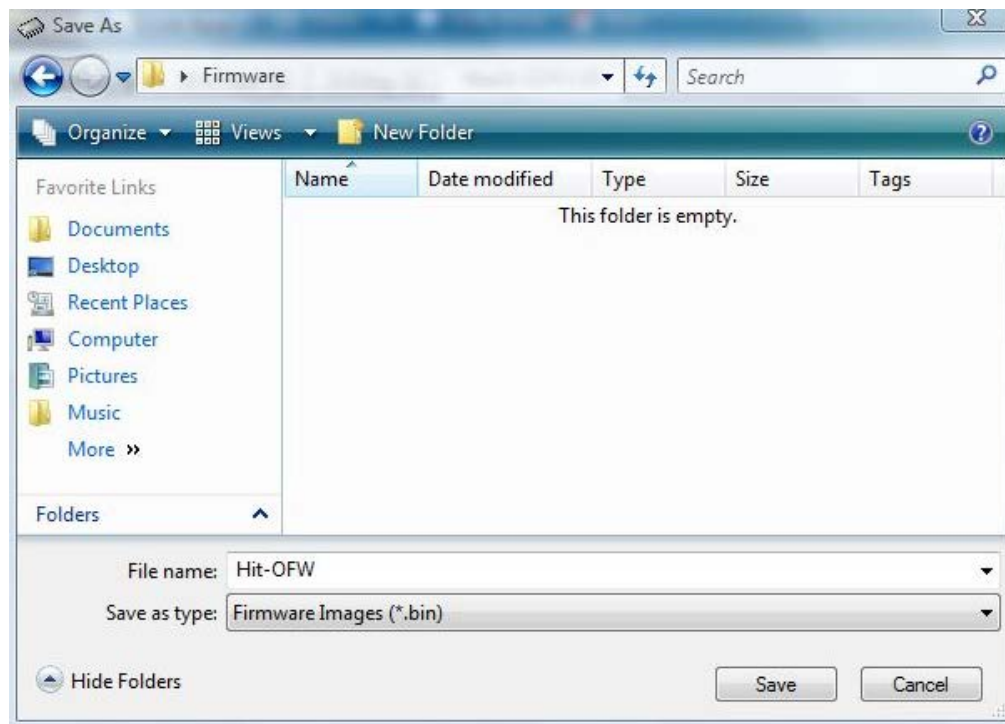 Save As
Firmware
Search
Organize Views New Folder
Favorite Links
Name Date modified Type Size Tags
This folder is empty.
Documents
Desktop
Recent Places
Computer
Pictures
Music
More »
Folders
File name: Hit-OFW
Save as type: Firmware Images (*.bin)
Hide Folders
Save Cancel